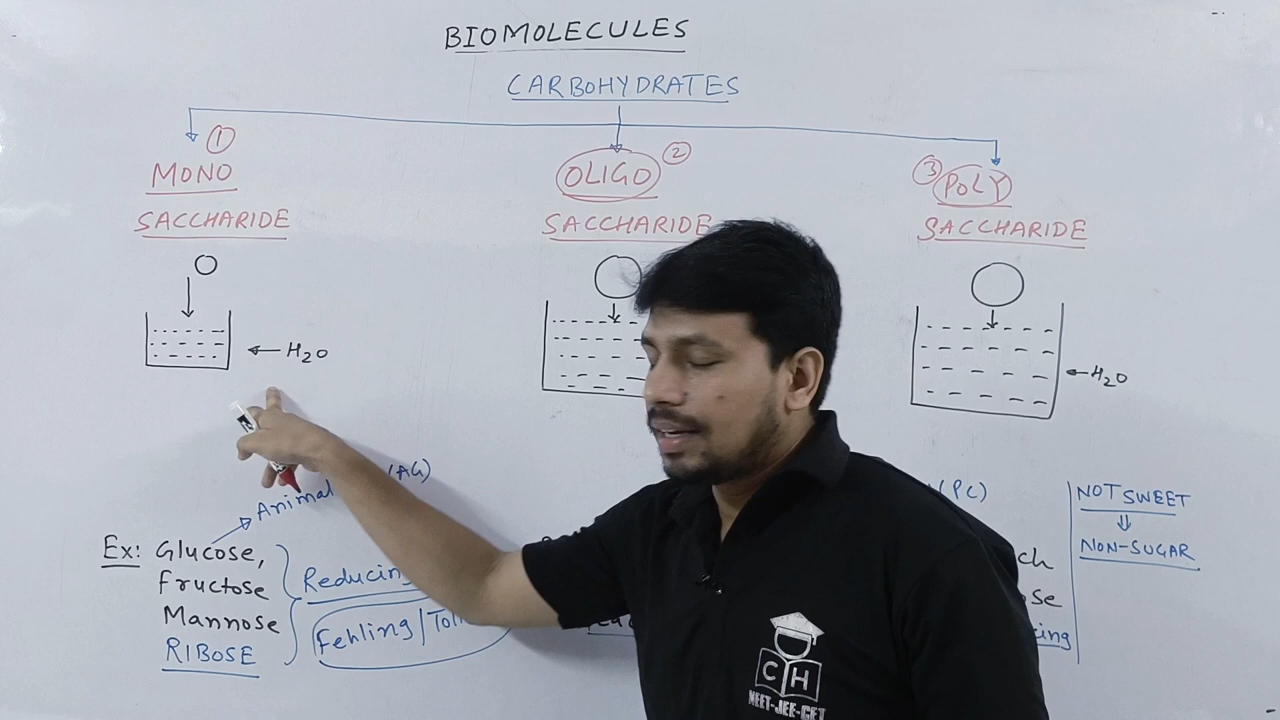 BIOMOLECULES
CARBOHYDRATES
① MONO
SACCHARIDE
OLIGO ②
SACCHARIDE
③ POLY
SACCHARIDE
H₂O
H₂O
Animal (AG)
Ex: Glucose,
Fructose
Mannose
RIBOSE
Reducing
Fehling/Toll
(PC)
NOT SWEET
⇓
NON-SUGAR
ch
se
ing
CH
NEET-JEE-CET